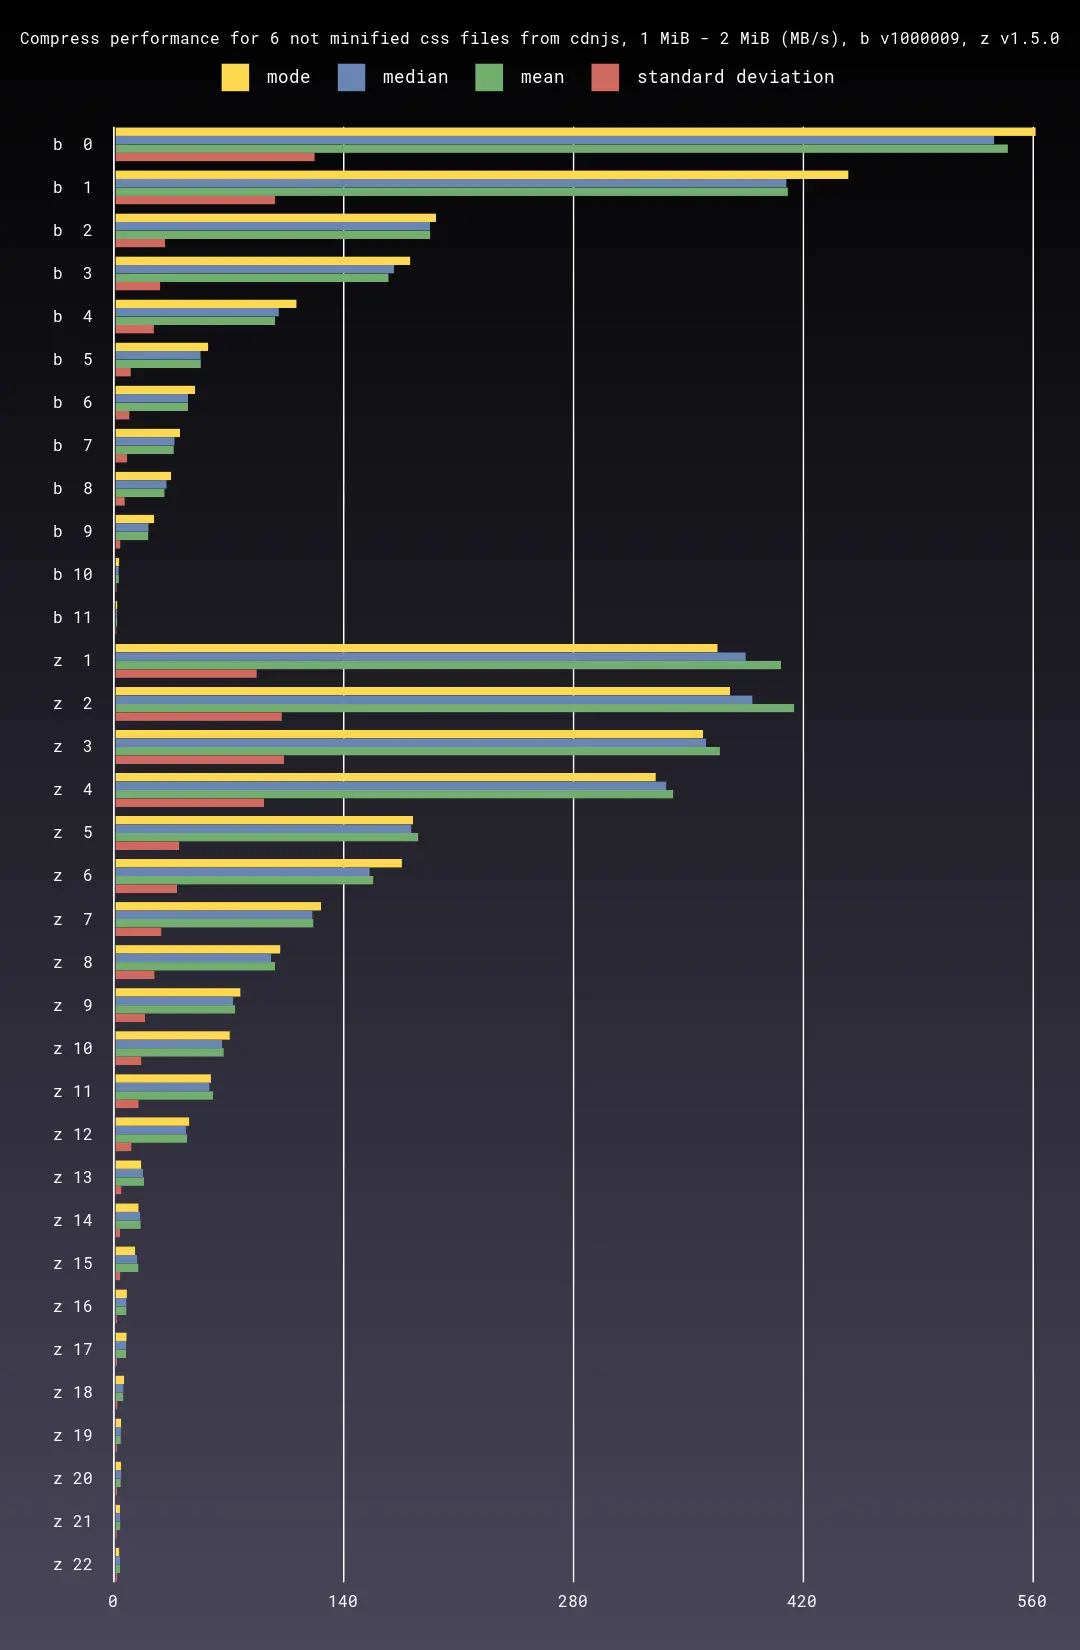 Compress performance for 6 not minified css files from cdnjs, 1 MiB - 2 MiB (MB/s), b v1000009, z v1.5.0
mode median mean standard deviation
b 0
b 1
b 2
b 3
b 4
b 5
b 6
b 7
b 8
b 9
b 10
b 11
z 1
z 2
z 3
z 4
z 5
z 6
z 7
z 8
z 9
z 10
z 11
z 12
z 13
z 14
z 15
z 16
z 17
z 18
z 19
z 20
z 21
z 22
0 140 280 420 560